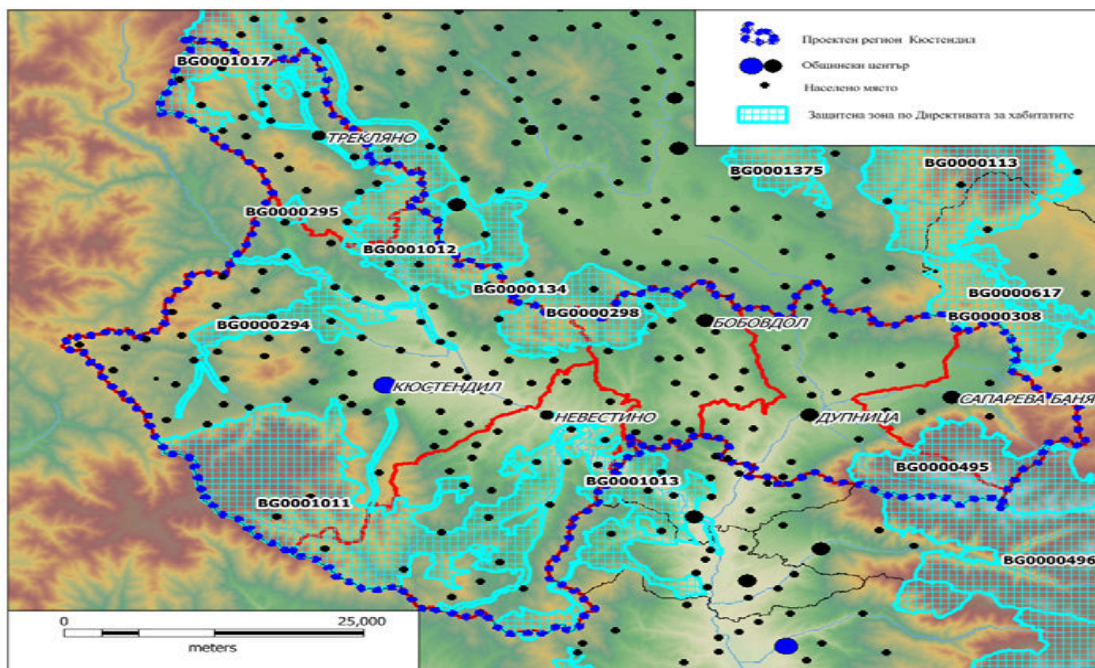 Проектен регион Кюстендил
Общински център
Населено място
Защитена зона по Директивата за хабитатите
BG0001017
ТРЕКЛЯНО
BG0001375
BG0000113
BG0000295
BG0001012
BG0000134
BG0000617
BG0000298
BG0000308
БОБОВДОЛ
BG0000294
КЮСТЕНДИЛ
САПАРЕВА БАНЯ
НЕВЕСТИНО
ДУПНИЦА
BG0000495
BG0001013
BG0001011
BG0000496
0 25,000
meters